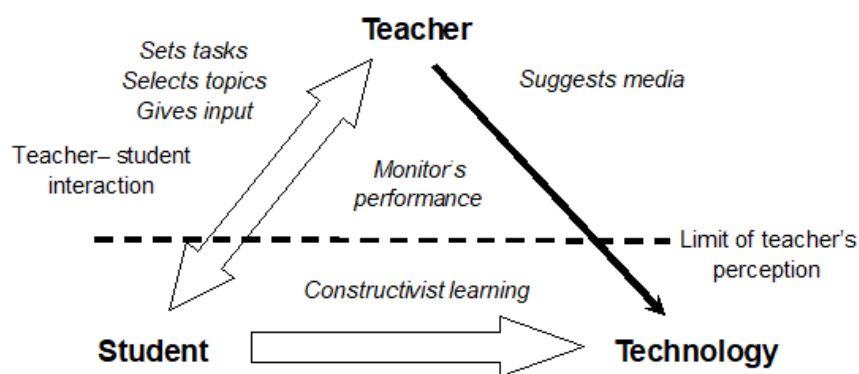 Teacher
Sets tasks
Selects topics
Gives input
Suggests media
Teacher– student
interaction
Monitor's
performance
Limit of teacher's
perception
Constructivist learning
Student
Technology